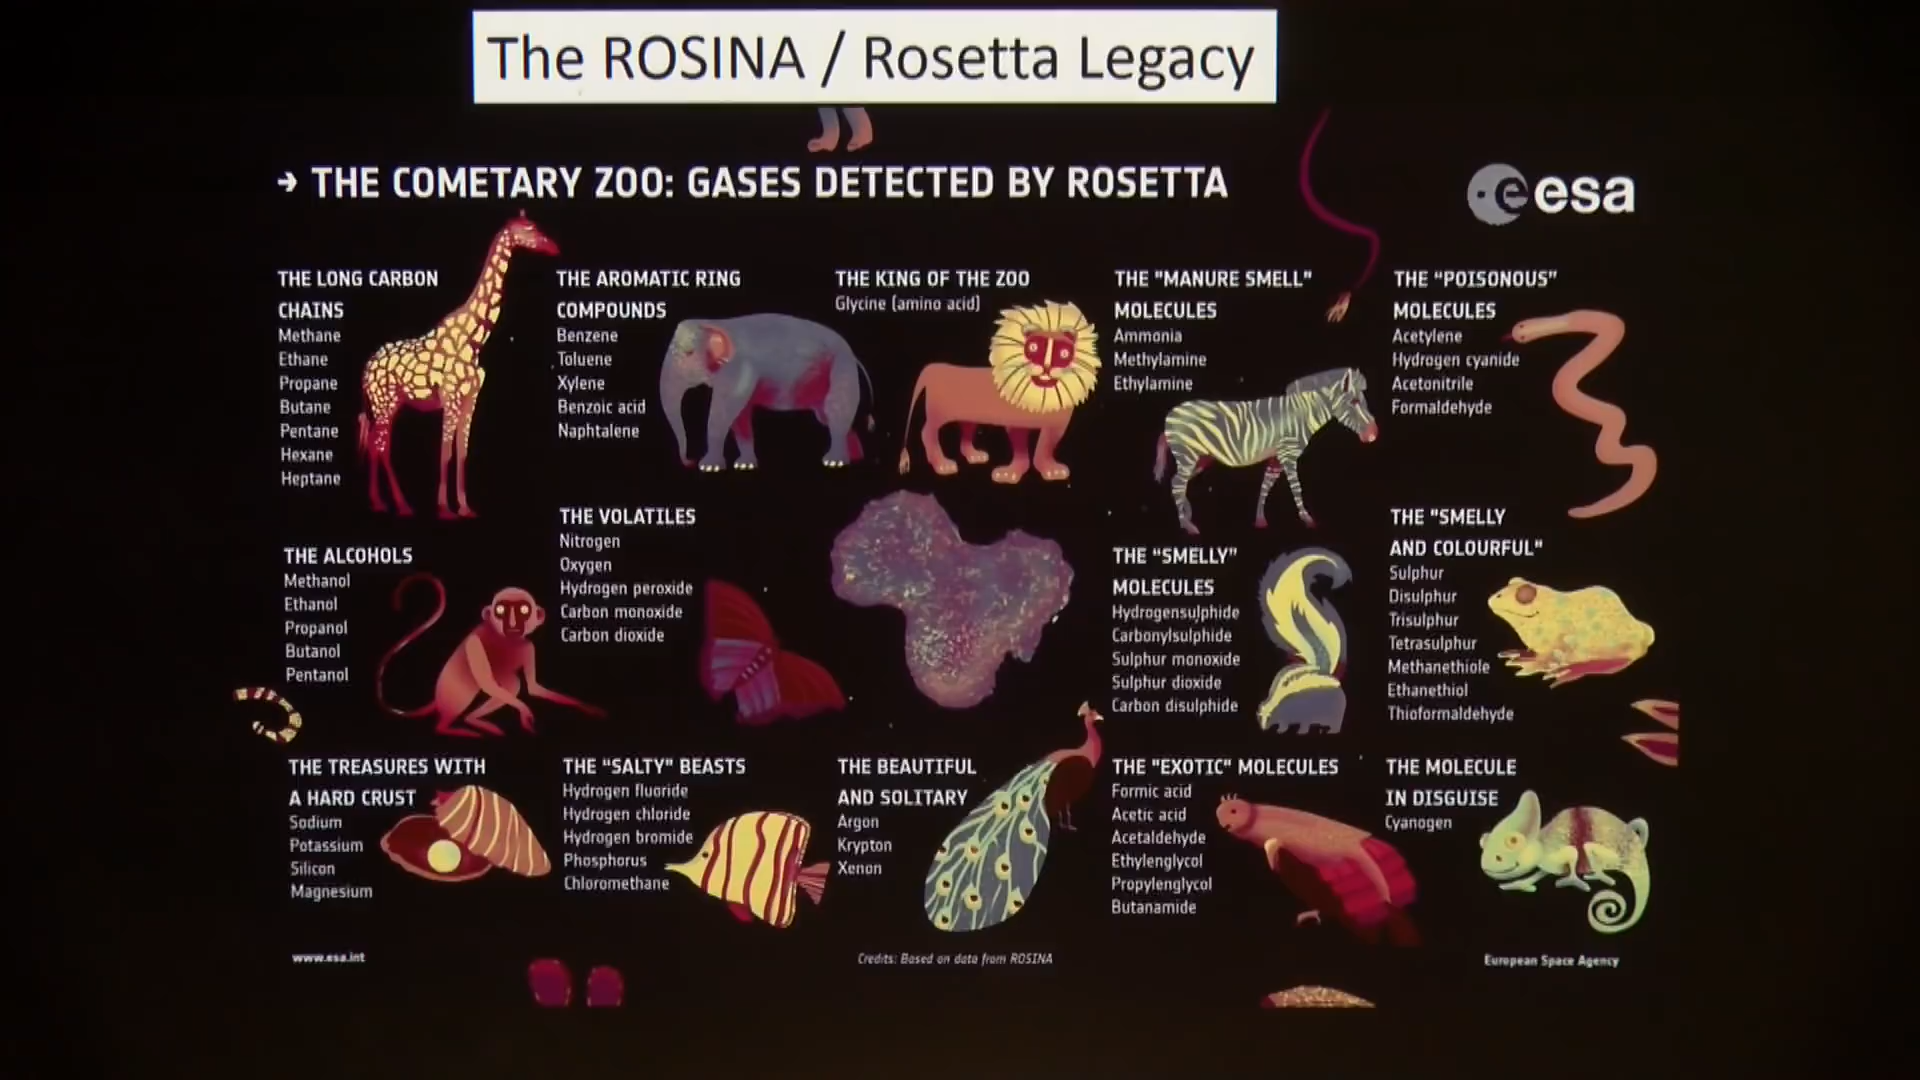 The ROSINA / Rosetta Legacy
→ THE COMETARY ZOO: GASES DETECTED BY ROSETTA
esa
THE LONG CARBON
CHAINS
Methane
Ethane
Propane
Butane
Pentane
Hexane
Heptane
THE AROMATIC RING
COMPOUNDS
Benzene
Toluene
Xylene
Benzoic acid
Naphtalene
THE KING OF THE ZOO
Glycine (amino acid)
THE "MANURE SMELL"
MOLECULES
Ammonia
Methylamine
Ethylamine
THE “POISONOUS”
MOLECULES
Acetylene
Hydrogen cyanide
Acetonitrile
Formaldehyde
THE ALCOHOLS
Methanol
Ethanol
Propanol
Butanol
Pentanol
THE VOLATILES
Nitrogen
Oxygen
Hydrogen peroxide
Carbon monoxide
Carbon dioxide
THE “SMELLY”
MOLECULES
Hydrogensulphide
Carbonylsulphide
Sulphur monoxide
Sulphur dioxide
Carbon disulphide
THE "SMELLY
AND COLOURFUL"
Sulphur
Disulphur
Trisulphur
Tetrasulphur
Methanethiole
Ethanethiol
Thioformaldehyde
THE TREASURES WITH
A HARD CRUST
Sodium
Potassium
Silicon
Magnesium
THE “SALTY” BEASTS
Hydrogen fluoride
Hydrogen chloride
Hydrogen bromide
Phosphorus
Chloromethane
THE BEAUTIFUL
AND SOLITARY
Argon
Krypton
Xenon
THE "EXOTIC" MOLECULES
Formic acid
Acetic acid
Acetaldehyde
Ethylenglycol
Propylenglycol
Butanamide
THE MOLECULE
IN DISGUISE
Cyanogen
www.esa.int
Credits: Based on data from ROSINA
European Space Agency